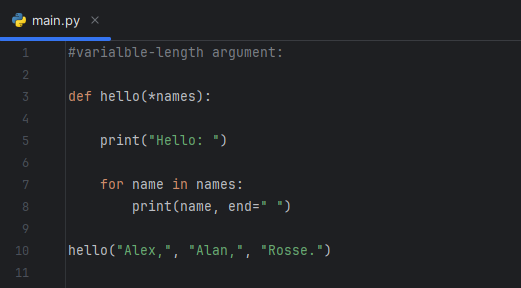 main.py
1 #varialble-length argument:
2
3 def hello(*names):
4
5 print("Hello: ")
6
7 for name in names:
8 print(name, end=" ")
9
10 hello("Alex,", "Alan,", "Rosse.")
11